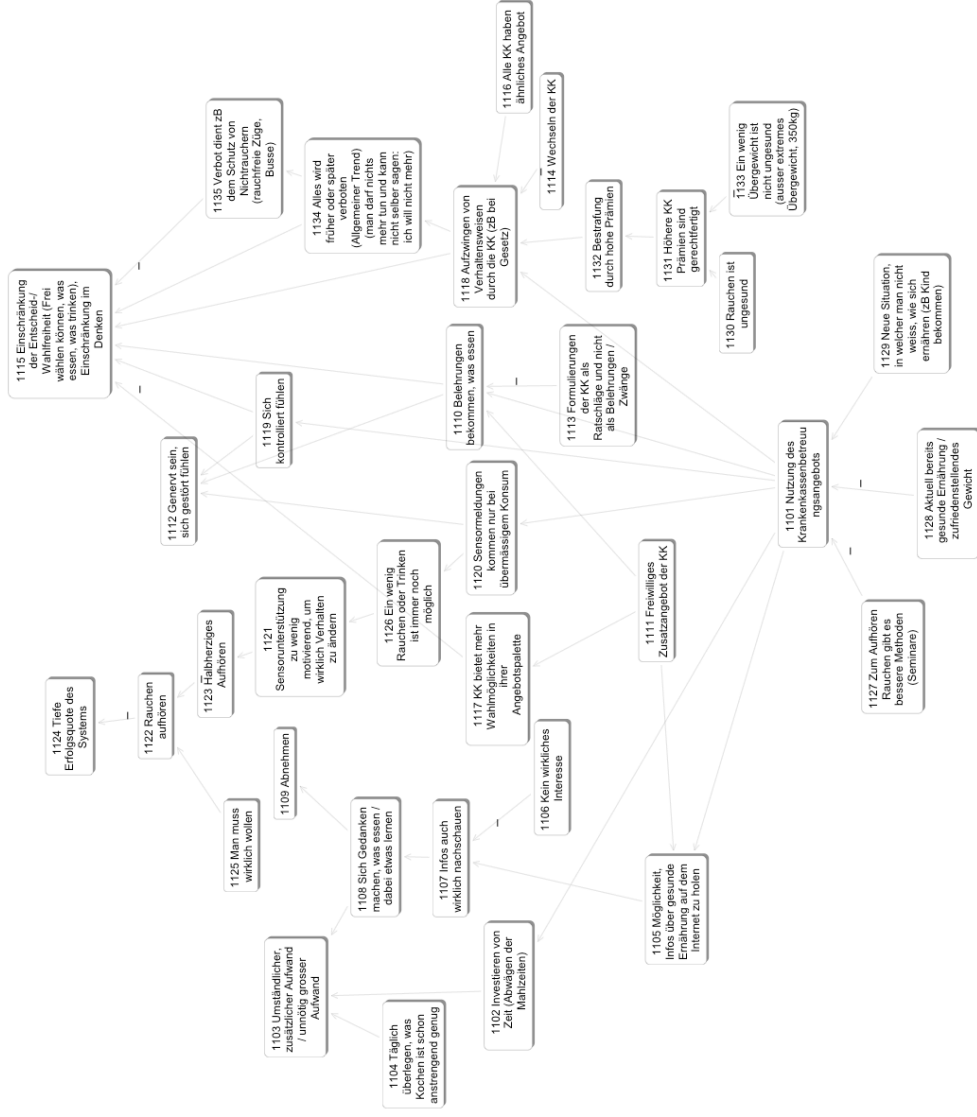 1115 Einschränkung
der Entscheid-/
Wahlfreiheit (Frei
wählen können, was
essen, was trinken),
Einschränkung im
Denken
1124 Tiefe
Erfolgsquote des
Systems
1122 Rauchen
aufhören
1112 Genervt sein,
sich gestört fühlen
1123 Halbherziges
Aufhören
1135 Verbot dient zB
dem Schutz von
Nichtrauchern
(rauchfreie Züge,
Busse)
1125 Man muss
wirklich wollen
1121
Sensorunterstützung
zu wenig
motivierend, um
wirklich Verhalten
zu ändern
1119 Sich
kontrolliert fühlen
1103 Umständlicher,
zusätzlicher Aufwand
/ unnötig grosser
Aufwand
1109 Abnehmen
1134 Alles wird
früher oder später
verboten
(Allgemeiner Trend)
(man darf nichts
mehr tun und kann
nicht selber sagen:
ich will nicht mehr)
1108 Sich Gedanken
machen, was essen /
dabei etwas lernen
1126 Ein wenig
Rauchen oder Trinken
ist immer noch
möglich
1104 Täglich
überlegen, was
Kochen ist schon
anstrengend genug
1107 Infos auch
wirklich nachschauen
1110 Belehrungen
bekommen, was essen
1118 Aufzwingen von
Verhaltensweisen
durch die KK (zB bei
Gesetz)
1117 KK bietet mehr
Wahlmöglichkeiten in
ihrer
Angebotspalette
1120 Sensormeldungen
kommen nur bei
übermässigem Konsum
1102 Investieren von
Zeit (Abwägen der
Mahlzeiten)
1116 Alle KK haben
ähnliches Angebot
1106 Kein wirkliches
Interesse
1114 Wechseln der KK
1113 Formulierungen
der KK als
Ratschläge und nicht
als Belehrungen /
Zwänge
1132 Bestrafung
durch hohe Prämien
1111 Freiwilliges
Zusatzangebot der KK
1105 Möglichkeit,
Infos über gesunde
Ernährung auf dem
Internet zu holen
1131 Höhere KK
Prämien sind
gerechtfertigt
1130 Rauchen ist
ungesund
1133 Ein wenig
Übergewicht ist
nicht ungesund
(ausser extremes
Übergewicht, 350kg)
1101 Nutzung des
Krankenkassenbetreuu
ngsangebots
1127 Zum Aufhören
Rauchen gibt es
bessere Methoden
(Seminare)
1129 Neue Situation,
in welcher man nicht
weiss, wie sich
ernähren (zB Kind
bekommen)
1128 Aktuell bereits
gesunde Ernährung /
zufriedenstellendes
Gewicht